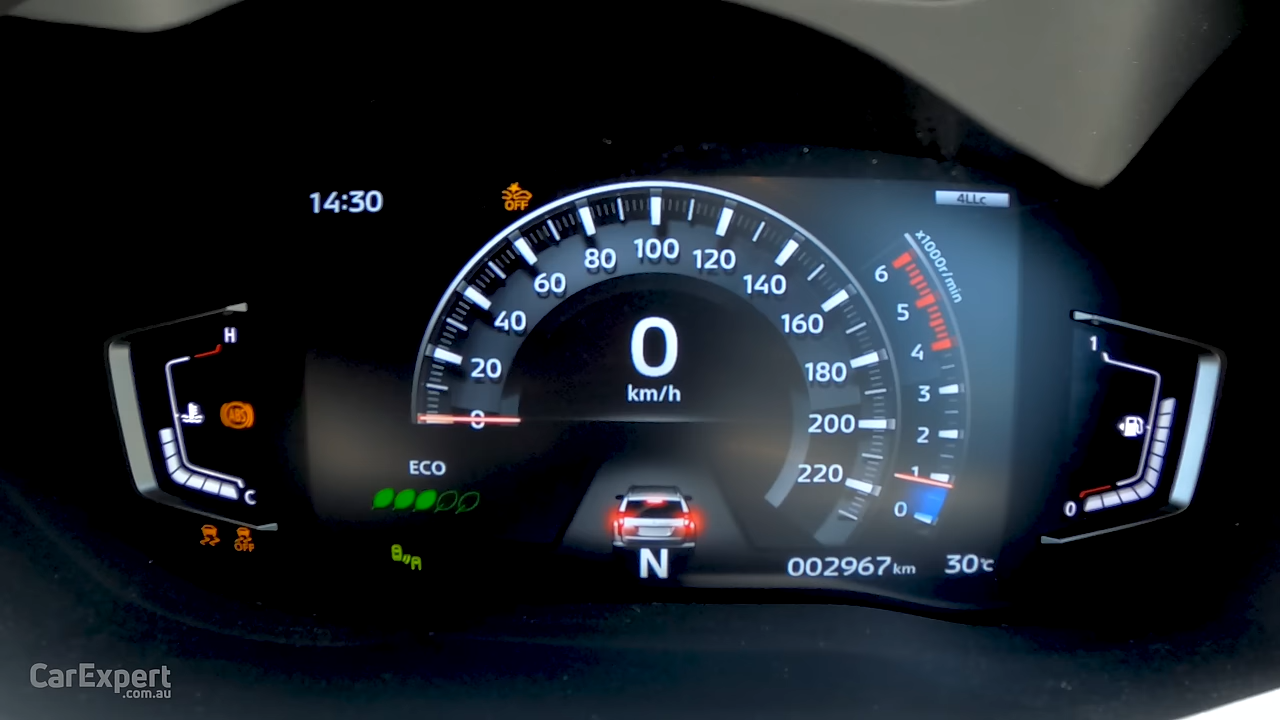 14:30
OFF
4LLc
x1000r/min
0 20 40 60 80 100 120 140 160 180 200 220
0
km/h
6
5
4
3
2
1
0
H
ABS
C
1
0
ECO
OFF
A
N
002967km
30℃
CarExpert
.com.au